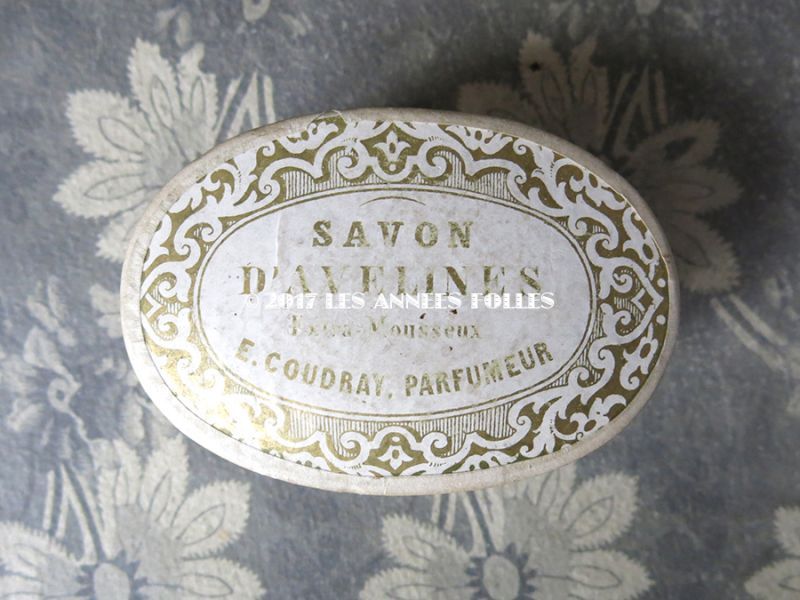 SAVON
D'AVELINES
© 2017 LES ANNEES FOLLES
Extra-Mousseux
E. COUDRAY, PARFUMEUR